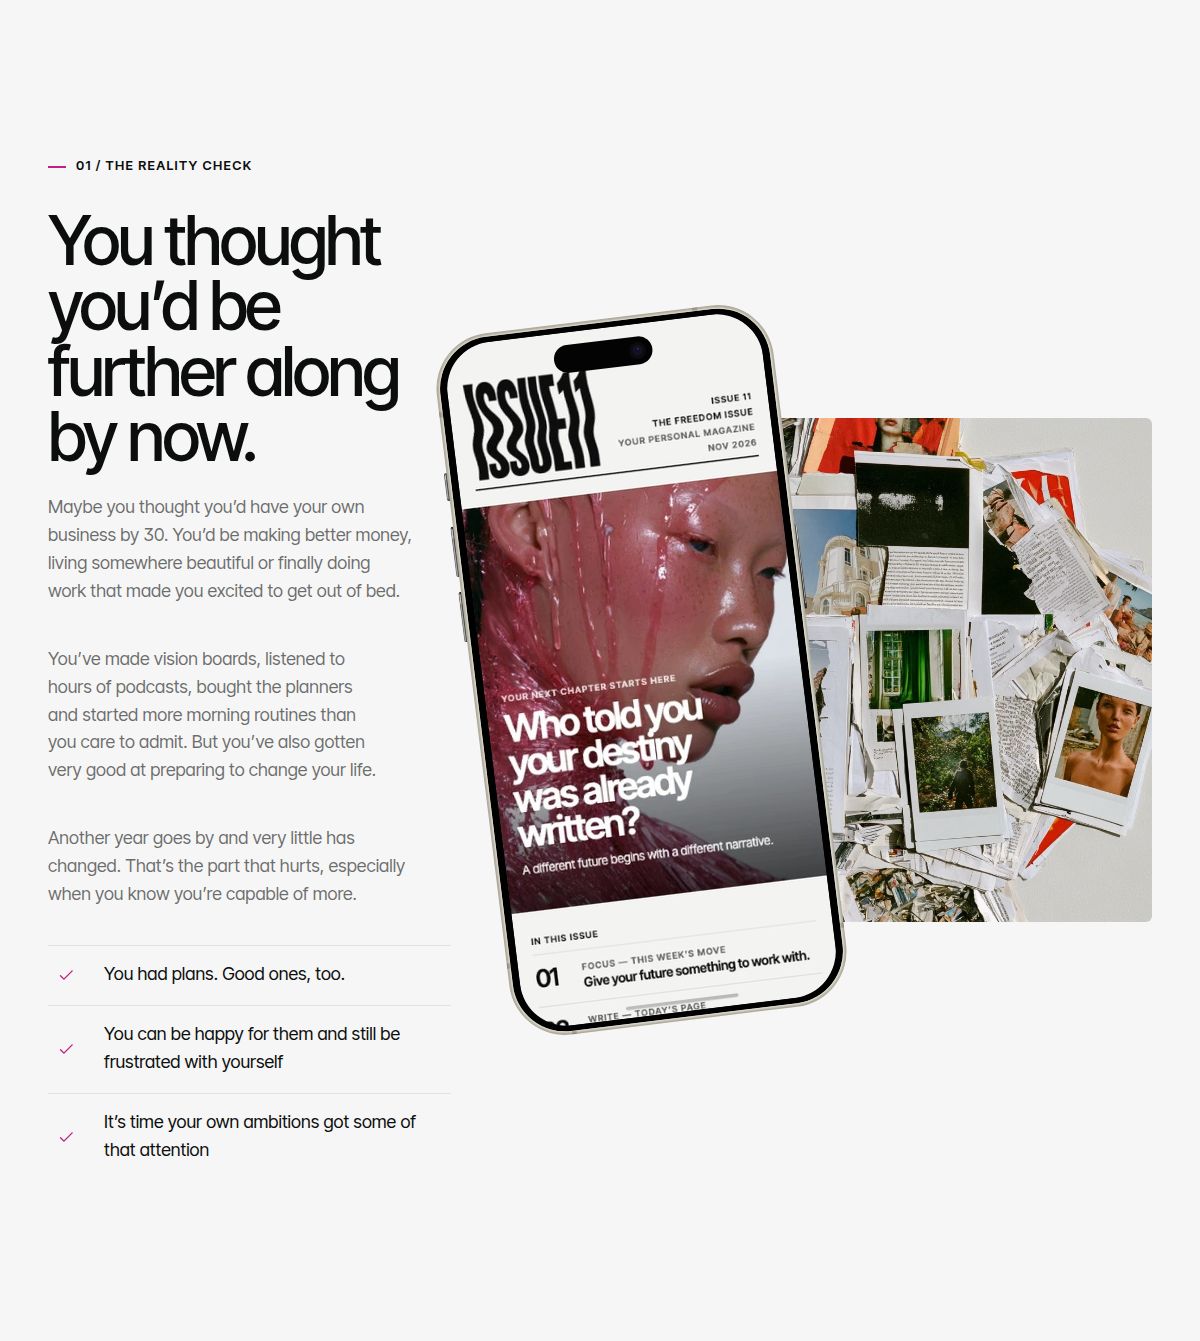 01 / THE REALITY CHECK
You thought
you’d be
further along
by now.
Maybe you thought you’d have your own
business by 30. You’d be making better money,
living somewhere beautiful or finally doing
work that made you excited to get out of bed.
You’ve made vision boards, listened to
hours of podcasts, bought the planners
and started more morning routines than
you care to admit. But you’ve also gotten
very good at preparing to change your life.
Another year goes by and very little has
changed. That’s the part that hurts, especially
when you know you’re capable of more.
You had plans. Good ones, too.
You can be happy for them and still be
frustrated with yourself
It’s time your own ambitions got some of
that attention
ISSUE11
ISSUE 11
THE FREEDOM ISSUE
YOUR PERSONAL MAGAZINE
NOV 2026
YOUR NEXT CHAPTER STARTS HERE
Who told you
your destiny
was already
written?
A different future begins with a different narrative.
IN THIS ISSUE
01
FOCUS — THIS WEEK’S MOVE
Give your future something to work with.
WRITE — TODAY’S PAGE